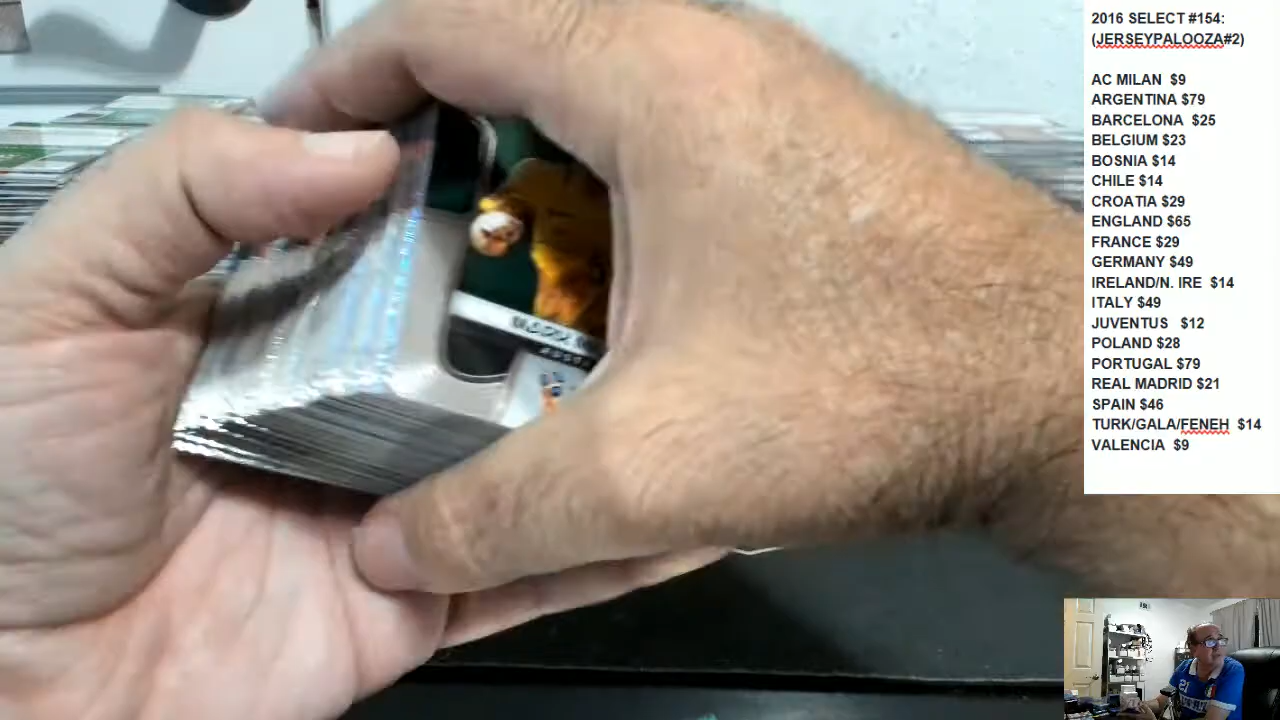 2016 SELECT #154:
(JERSEYPALOOZA#2)
AC MILAN $9
ARGENTINA $79
BARCELONA $25
BELGIUM $23
BOSNIA $14
CHILE $14
CROATIA $29
ENGLAND $65
FRANCE $29
GERMANY $49
IRELAND/N. IRE $14
ITALY $49
JUVENTUS $12
POLAND $28
PORTUGAL $79
REAL MADRID $21
SPAIN $46
TURK/GALA/FENEH $14
VALENCIA $9
21